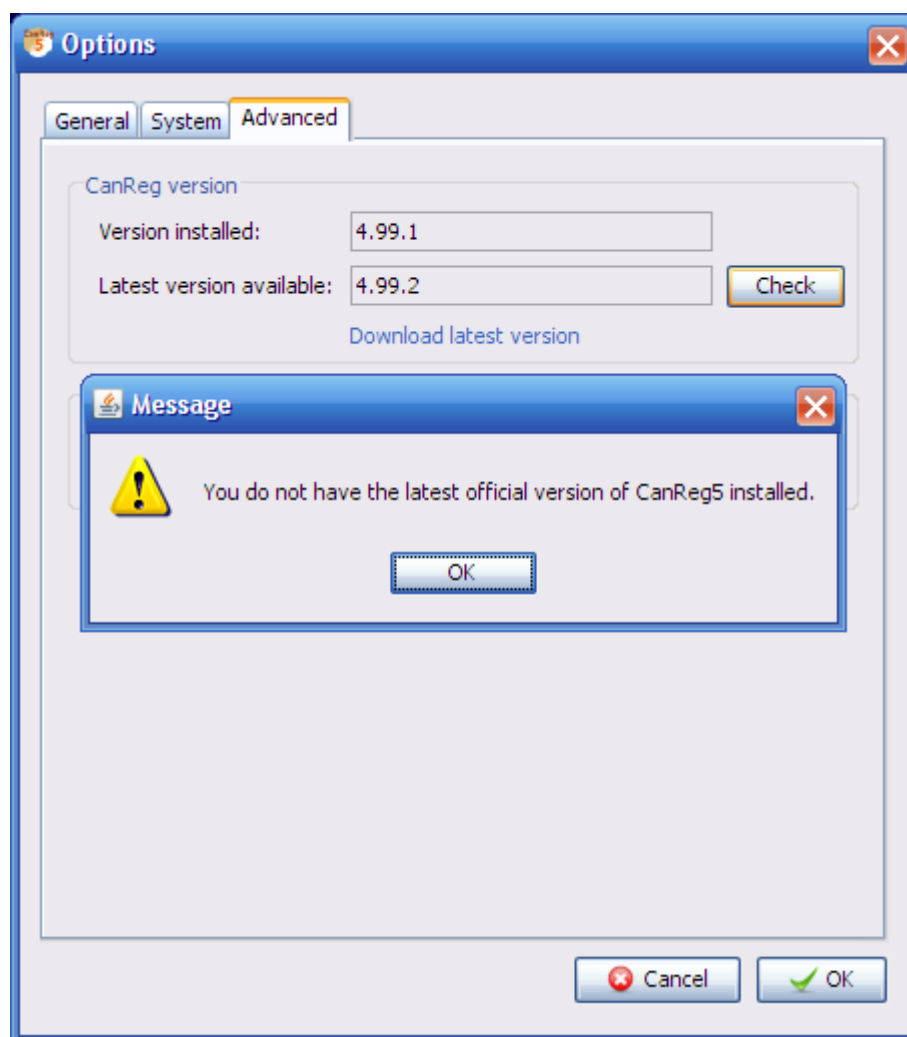 Options
General System Advanced
CanReg version
Version installed: 4.99.1
Latest version available: 4.99.2 Check
Download latest version
Message
You do not have the latest official version of CanReg5 installed.
OK
Cancel OK